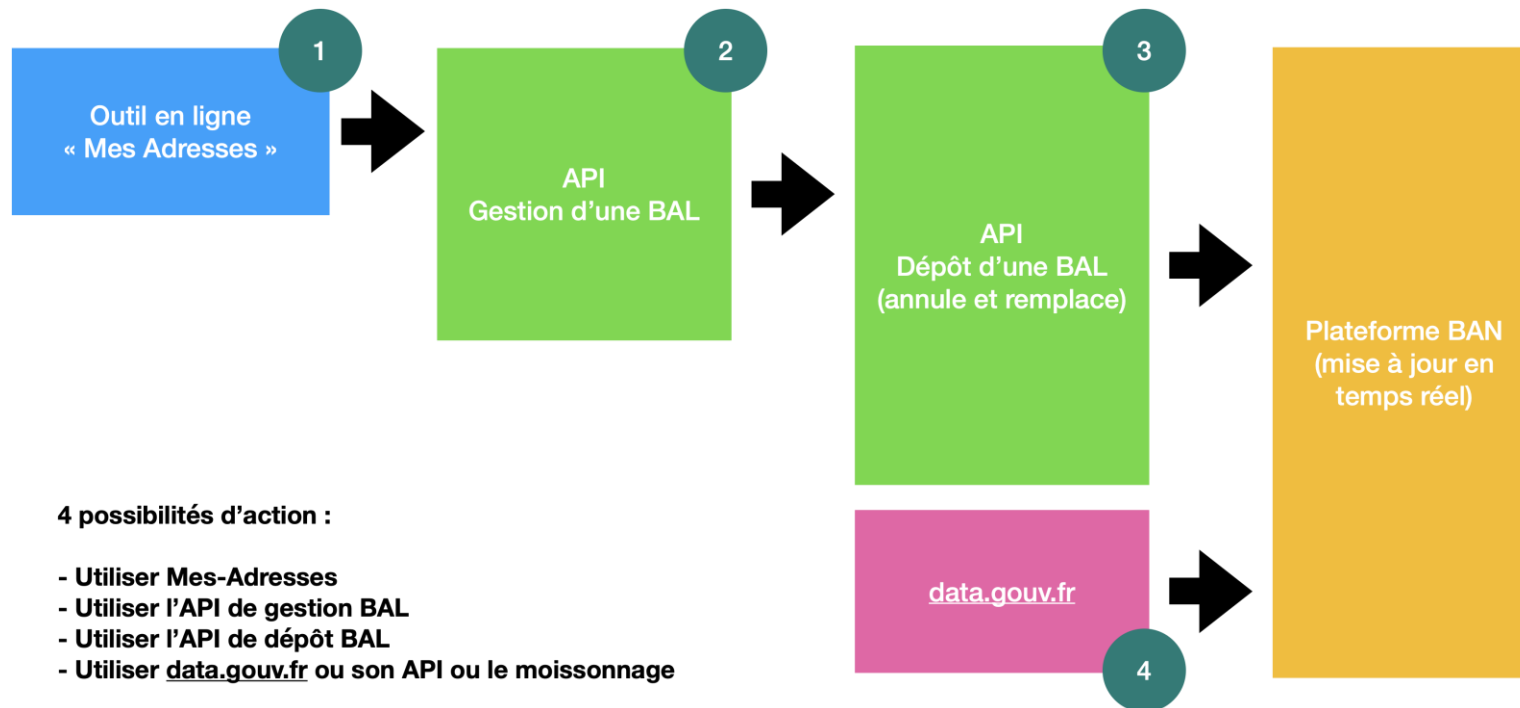 1
Outil en ligne
« Mes Adresses »
2
API
Gestion d’une BAL
3
API
Dépôt d’une BAL
(annule et remplace)
Plateforme BAN
(mise à jour en
temps réel)
data.gouv.fr
4
4 possibilités d’action :
- Utiliser Mes-Adresses
- Utiliser l’API de gestion BAL
- Utiliser l’API de dépôt BAL
- Utiliser data.gouv.fr ou son API ou le moissonnage